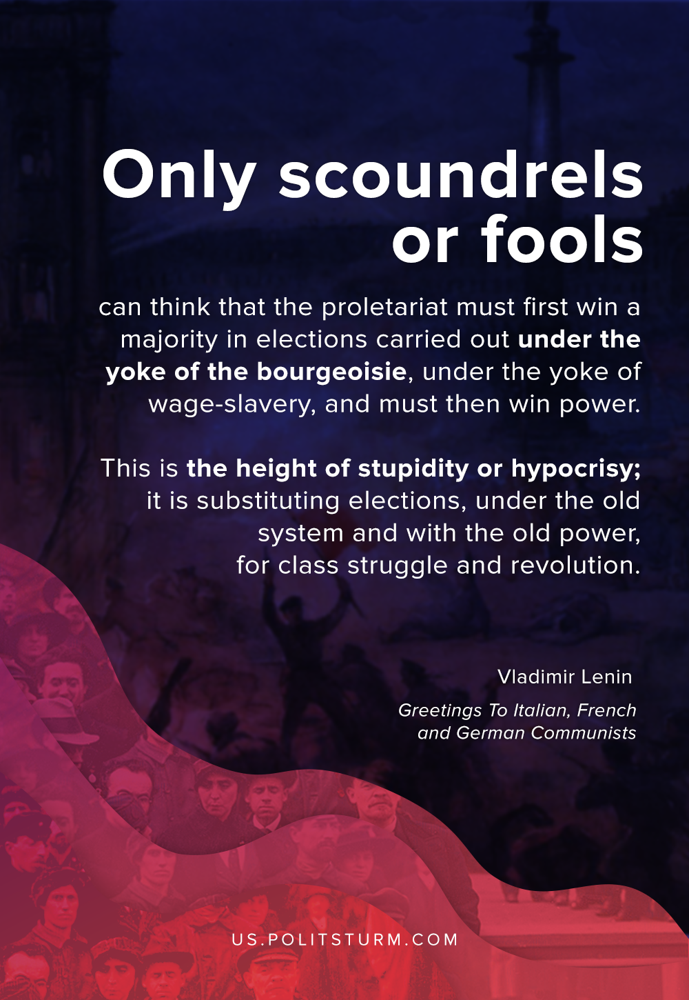 Only scoundrels
or fools
can think that the proletariat must first win a
majority in elections carried out under the
yoke of the bourgeoisie, under the yoke of
wage-slavery, and must then win power.
This is the height of stupidity or hypocrisy;
it is substituting elections, under the old
system and with the old power,
for class struggle and revolution.
Vladimir Lenin
Greetings To Italian, French
and German Communists
US.POLITSTURM.COM